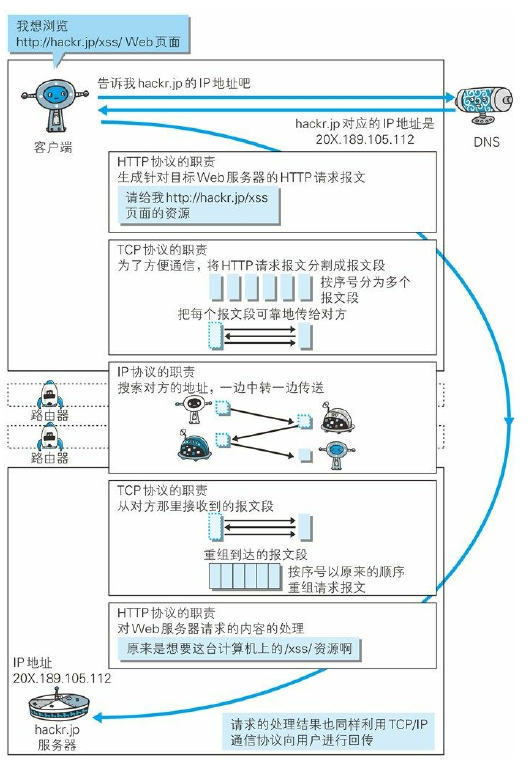 我想浏览
http://hackr.jp/xss/ Web页面
告诉我hackr.jp的IP地址吧
hackr.jp 对应的IP地址是
20X.189.105.112
客户端
DNS
HTTP协议的职责
生成针对目标Web服务器的HTTP请求报文
请给我http://hackr.jp/xss
页面的资源
TCP协议的职责
为了方便通信，将HTTP请求报文分割成报文段
按序号分为多个
报文段
把每个报文段可靠地传给对方
IP协议的职责
搜索对方的地址，一边中转一边传送
路由器
路由器
TCP协议的职责
从对方那里接收到的报文段
重组到达的报文段
按序号以原来的顺序
重组请求报文
HTTP协议的职责
对Web服务器请求的内容的处理
原来是想要这台计算机上的/xss/资源啊
IP地址
20X.189.105.112
hackr.jp
服务器
请求的处理结果也同样利用TCP/IP
通信协议向用户进行回传